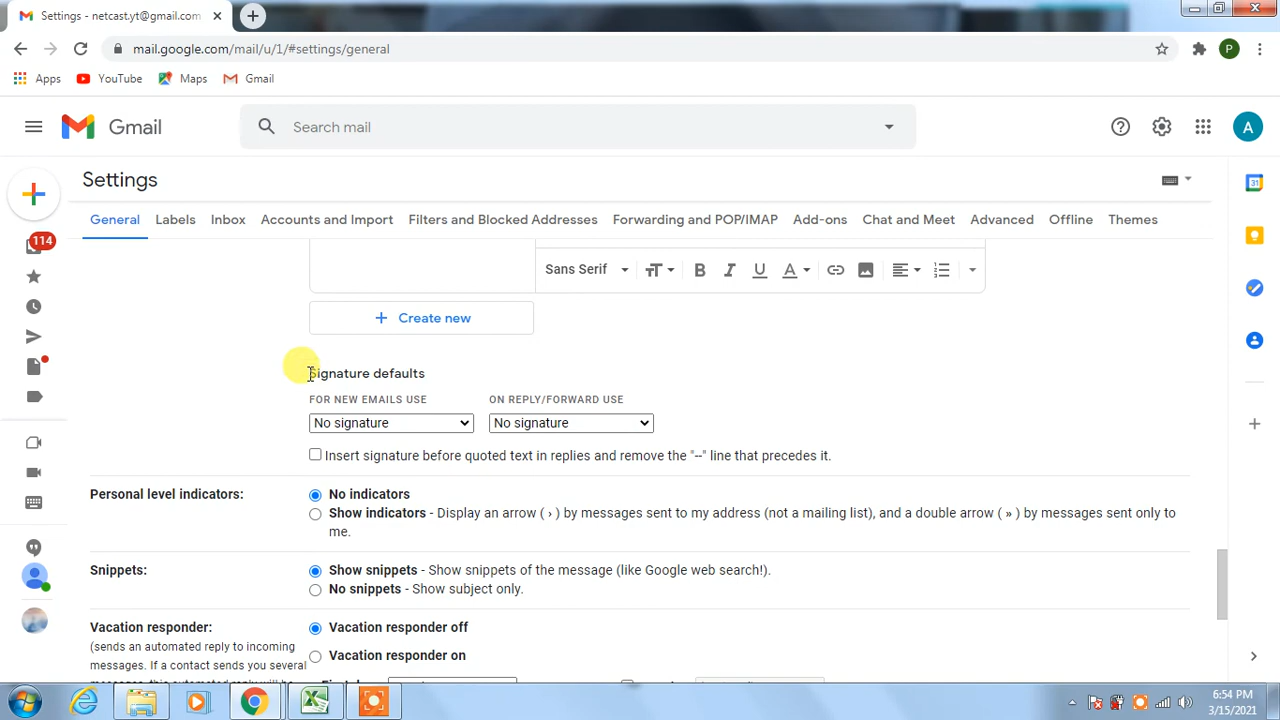 Settings - netcast.yt@gmail.com
mail.google.com/mail/u/1/#settings/general
P
Apps
YouTube
Maps
Gmail
Gmail
Search mail
A
Settings
31
General
Labels
Inbox
Accounts and Import
Filters and Blocked Addresses
Forwarding and POP/IMAP
Add-ons
Chat and Meet
Advanced
Offline
Themes
114
Sans Serif
B
I
U
A
Create new
Signature defaults
FOR NEW EMAILS USE
ON REPLY/FORWARD USE
No signature
No signature
Insert signature before quoted text in replies and remove the "--" line that precedes it.
Personal level indicators:
No indicators
Show indicators - Display an arrow ( › ) by messages sent to my address (not a mailing list), and a double arrow ( » ) by messages sent only to
me.
Snippets:
Show snippets - Show snippets of the message (like Google web search!).
No snippets - Show subject only.
Vacation responder:
Vacation responder off
(sends an automated reply to incoming
messages. If a contact sends you several
Vacation responder on
6:54 PM
3/15/2021